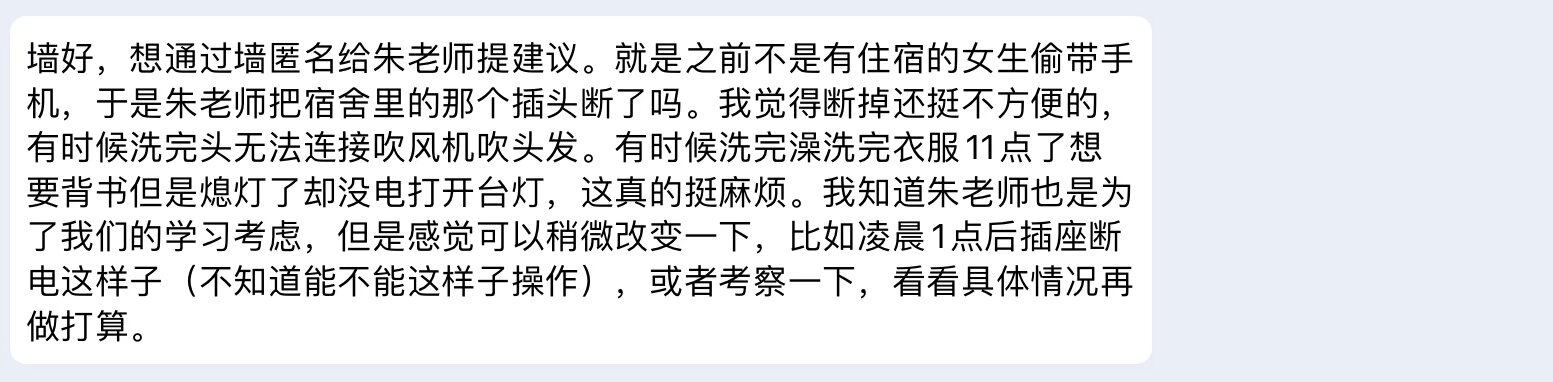 墙好，想通过墙匿名给朱老师提建议。就是之前不是有住宿的女生偷带手
机，于是朱老师把宿舍里的那个插头断了吗。我觉得断掉还挺不方便的，
有时候洗完头无法连接吹风机吹头发。有时候洗完澡洗完衣服11点了想
要背书但是熄灯了却没电打开台灯，这真的挺麻烦。我知道朱老师也是为
了我们的学习考虑，但是感觉可以稍微改变一下，比如凌晨1点后插座断
电这样子（不知道能不能这样子操作），或者考察一下，看看具体情况再
做打算。